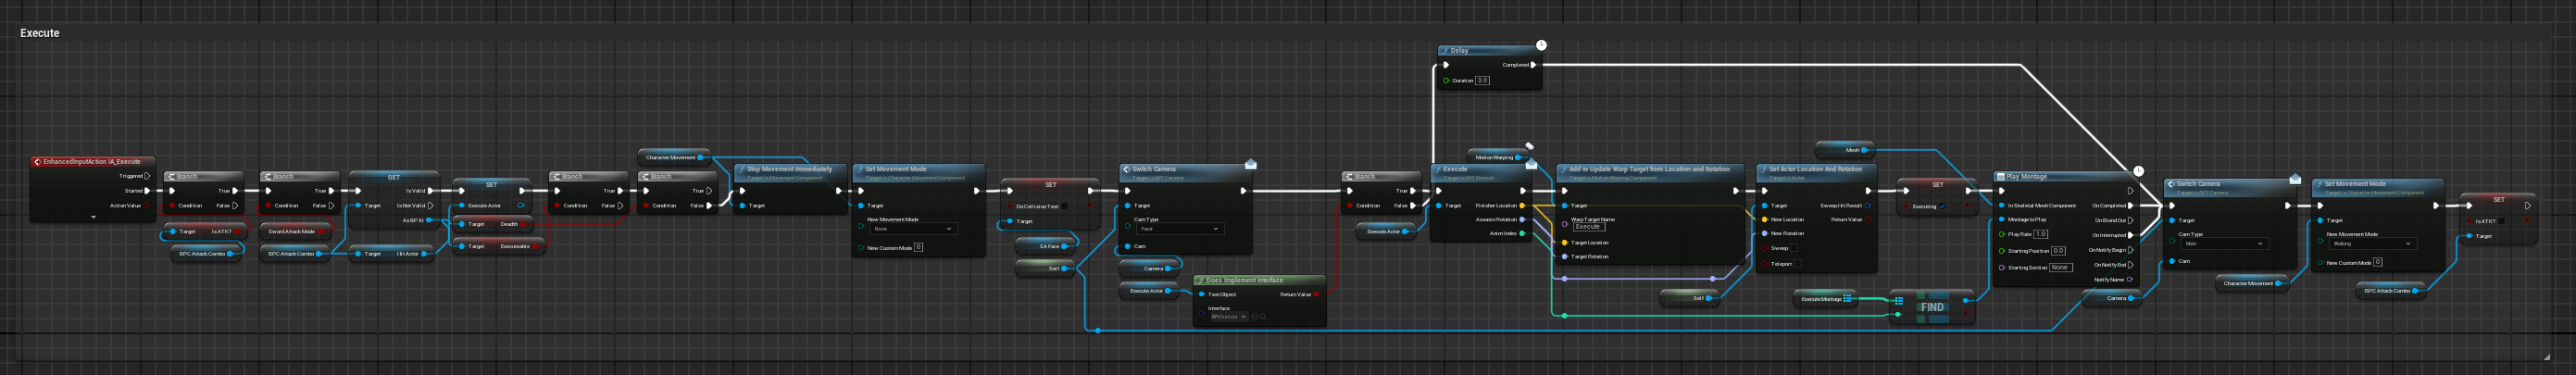 Execute
EnhancedInputAction IA_Execute
Triggered
Started
Action Value
Branch
True
Condition
False
Target
Is ATK?
BPC Attack Combo
Branch
True
Condition
False
Sword Attack Mode
BPC Attack Combo
GET
Is Valid
Target
Is Not Valid
As BP AI
Target
Hit Actor
SET
Execute Actor
Target
Death
Target
Executeable
Branch
True
Condition
False
Character Movement
Branch
True
Condition
False
Stop Movement Immediately
Target is Movement Component
Target
Set Movement Mode
Target is Character Movement Component
Target
New Movement Mode
None
New Custom Mode
0
SET
Do Collision Test
Target
SA Face
Self
Switch Camera
Target is BPI Camera
Target
Cam Type
Face
Cam
Camera
Execute Actor
Does Implement Interface
Test Object
Return Value
Interface
BPI Execute
Branch
True
Condition
False
Execute Actor
Delay
Completed
Duration
3.0
Motion Warping
Execute
Target is BPI Execute
Target
Finisher Location
Assassin Rotation
Anim Index
Add or Update Warp Target from Location and Rotation
Target is Motion Warping Component
Target
Warp Target Name
Execute
Target Location
Target Rotation
Self
Set Actor Location And Rotation
Target is Actor
Target
Sweep Hit Result
New Location
Return Value
New Rotation
Sweep
Teleport
Mesh
SET
Executing
Execute Montage
FIND
Play Montage
In Skeletal Mesh Component
On Completed
Montage to Play
On Blend Out
Play Rate
1.0
On Interrupted
Starting Position
0.0
On Notify Begin
Starting Section
None
On Notify End
Notify Name
Camera
Switch Camera
Target is BPI Camera
Target
Cam Type
Main
Cam
Character Movement
Set Movement Mode
Target is Character Movement Component
Target
New Movement Mode
Walking
New Custom Mode
0
BPC Attack Combo
SET
Is ATK?
Target